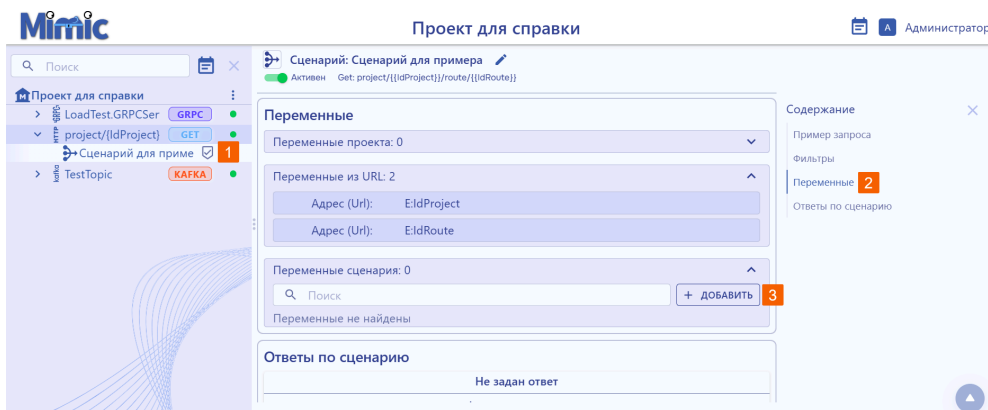 Mimic
Проект для справки
A Администратор
Поиск
Проект для справки
LoadTest.GRPCSer GRPC
HTTP project/{IdProject} GET
Сценарий для приме 1
kafka TestTopic KAFKA
Сценарий: Сценарий для примера
Активен Get: project/{{IdProject}}/route/{{IdRoute}}
Переменные
Переменные проекта: 0
Переменные из URL: 2
Адрес (Url): E:IdProject
Адрес (Url): E:IdRoute
Переменные сценария: 0
Поиск
+ ДОБАВИТЬ 3
Переменные не найдены
Ответы по сценарию
Не задан ответ
Содержание
Пример запроса
Фильтры
Переменные 2
Ответы по сценарию